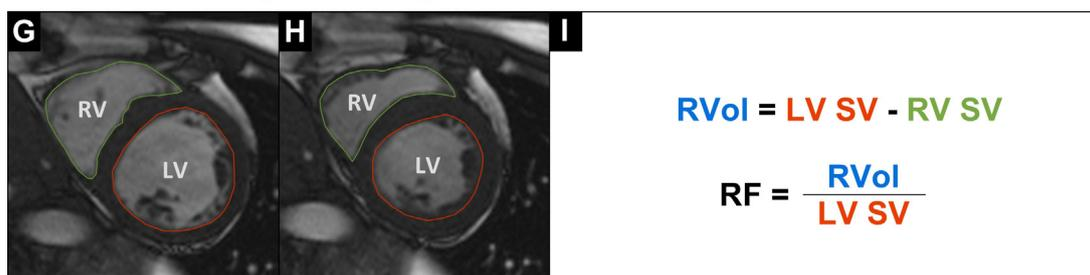 G
RV
LV
H
RV
LV
I
RVol = LV SV - RV SV
RF = RVol
LV SV